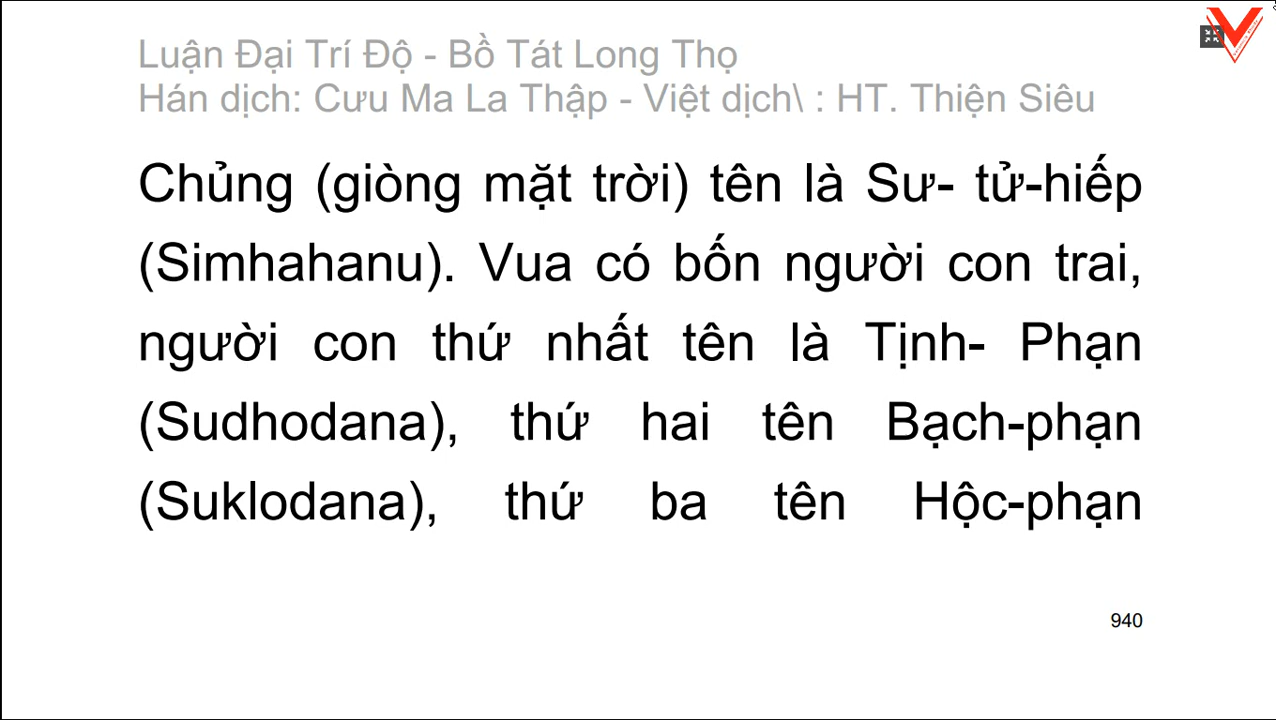 Luận Đại Trí Độ - Bồ Tát Long Thọ
Hán dịch: Cưu Ma La Thập - Việt dịch\ : HT. Thiện Siêu
Chủng (giòng mặt trời) tên là Sư- tử-hiếp
(Simhahanu). Vua có bốn người con trai,
người con thứ nhất tên là Tịnh- Phạn
(Sudhodana), thứ hai tên Bạch-phạn
(Suklodana), thứ ba tên Hộc-phạn
940